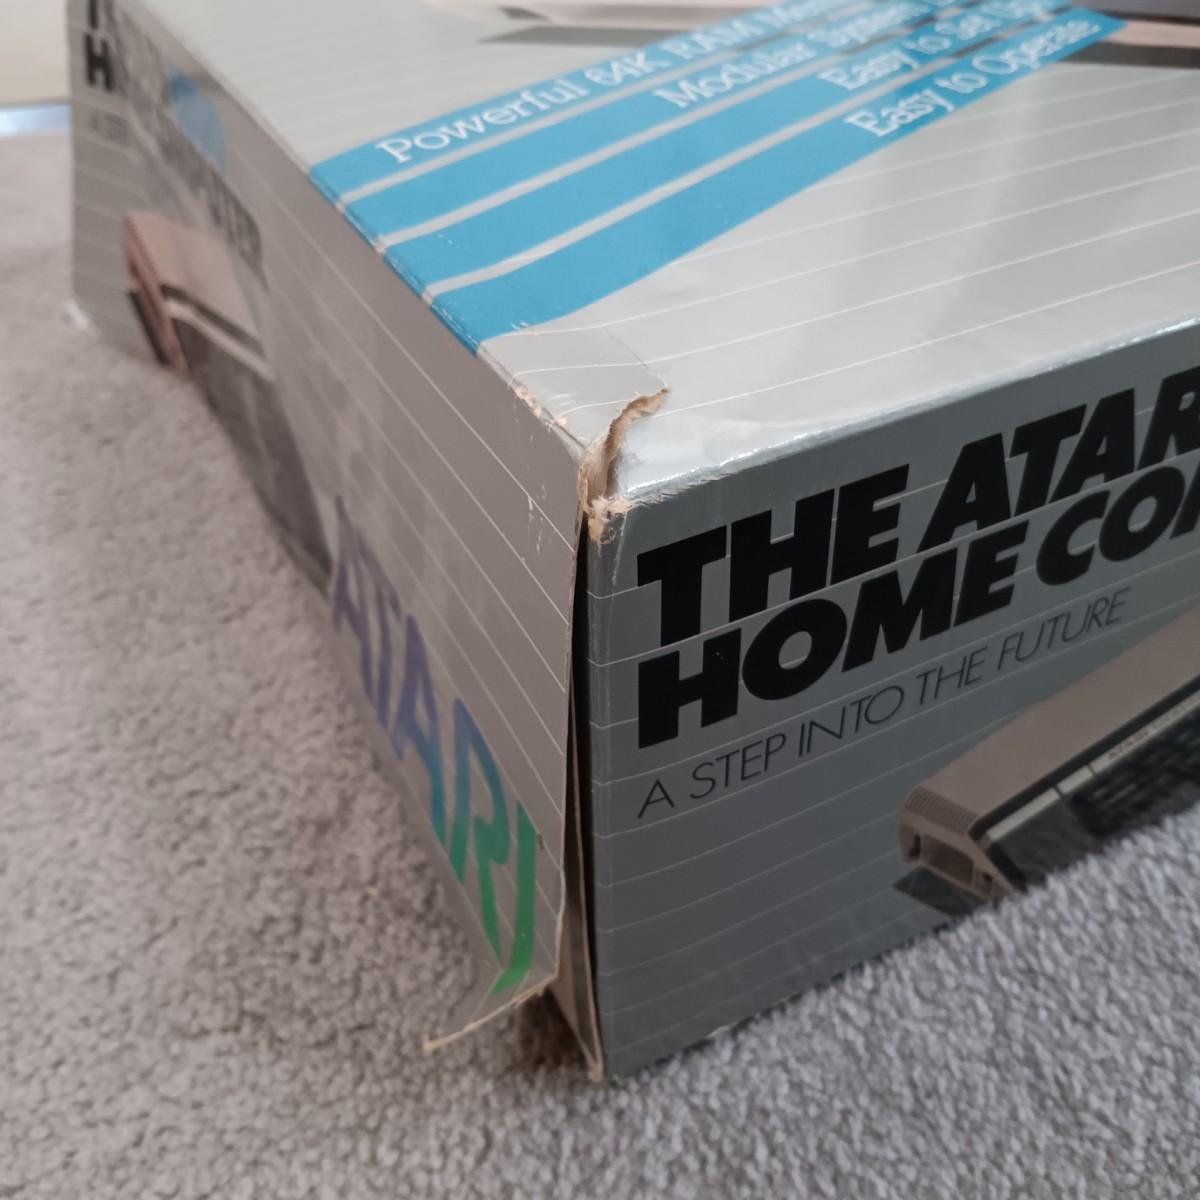 Powerful 64K RAM
Modular System
Easy to Set Up
Easy to Operate
THE ATAR
HOME CO
A STEP INTO THE FUTURE
ATARI